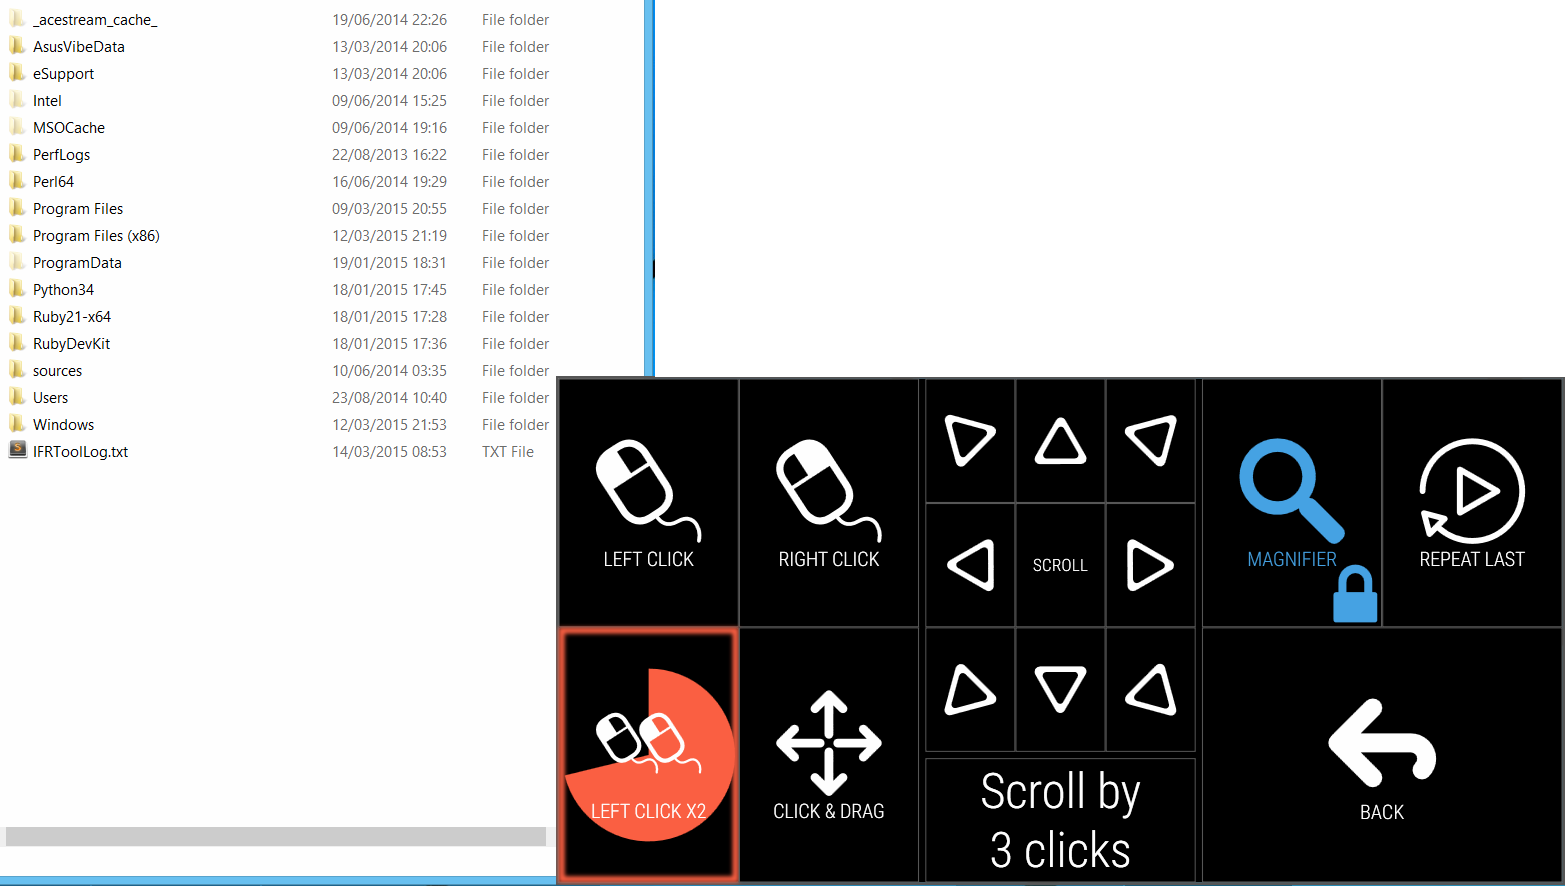 _acestream_cache_ 19/06/2014 22:26 File folder
AsusVibeData 13/03/2014 20:06 File folder
eSupport 13/03/2014 20:06 File folder
Intel 09/06/2014 15:25 File folder
MSOCache 09/06/2014 19:16 File folder
PerfLogs 22/08/2013 16:22 File folder
Perl64 16/06/2014 19:29 File folder
Program Files 09/03/2015 20:55 File folder
Program Files (x86) 12/03/2015 21:19 File folder
ProgramData 19/01/2015 18:31 File folder
Python34 18/01/2015 17:45 File folder
Ruby21-x64 18/01/2015 17:28 File folder
RubyDevKit 18/01/2015 17:36 File folder
sources 10/06/2014 03:35 File folder
Users 23/08/2014 10:40 File folder
Windows 12/03/2015 21:53 File folder
IFRToolLog.txt 14/03/2015 08:53 TXT File
LEFT CLICK
RIGHT CLICK
SCROLL
MAGNIFIER
REPEAT LAST
LEFT CLICK X2
CLICK & DRAG
Scroll by
3 clicks
BACK